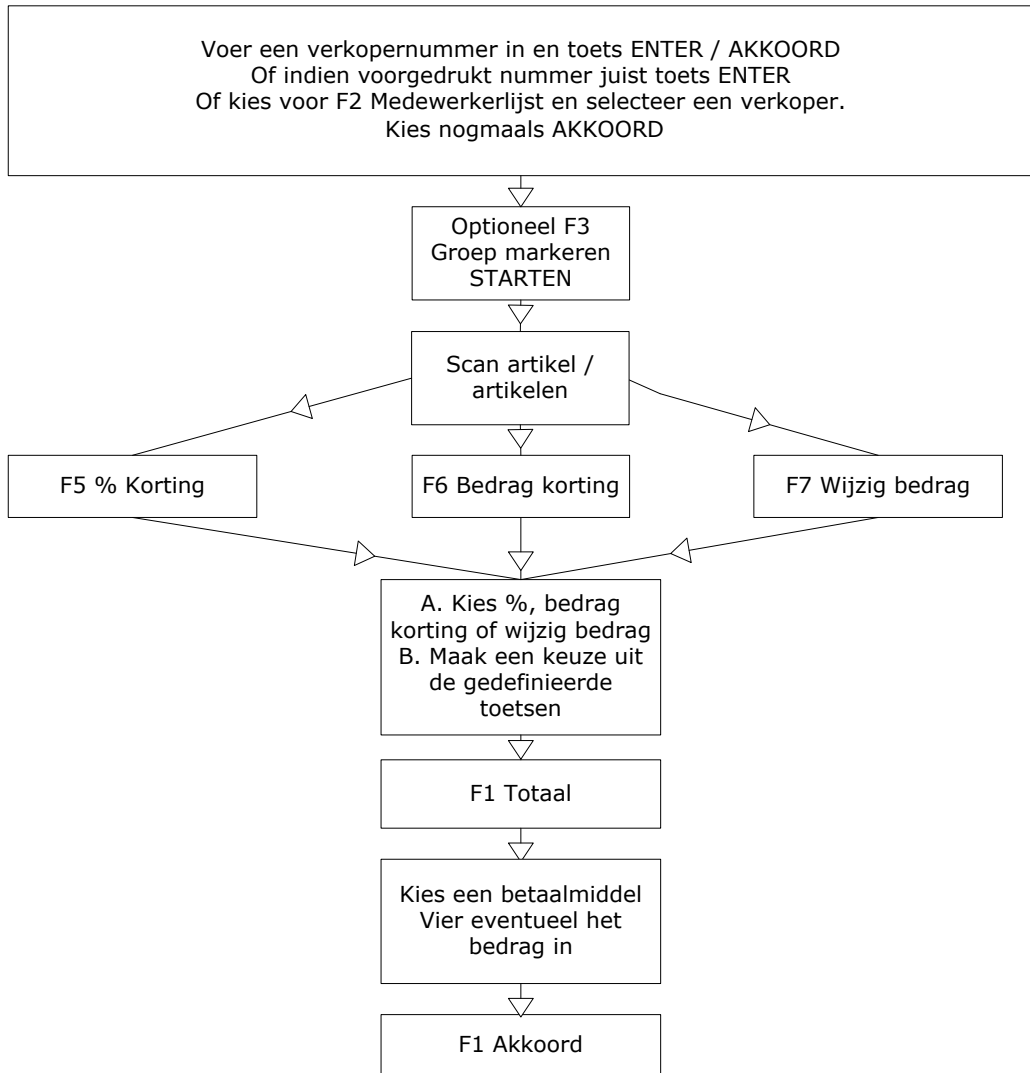 Voer een verkopernummer in en toets ENTER / AKKOORD
Of indien voorgedrukt nummer juist toets ENTER
Of kies voor F2 Medewerkerlijst en selecteer een verkoper.
Kies nogmaals AKKOORD
Optioneel F3
Groep markeren
STARTEN
Scan artikel /
artikelen
F5 % Korting
F6 Bedrag korting
F7 Wijzig bedrag
A. Kies %, bedrag
korting of wijzig bedrag
B. Maak een keuze uit
de gedefinieerde
toetsen
F1 Totaal
Kies een betaalmiddel
Vier eventueel het
bedrag in
F1 Akkoord